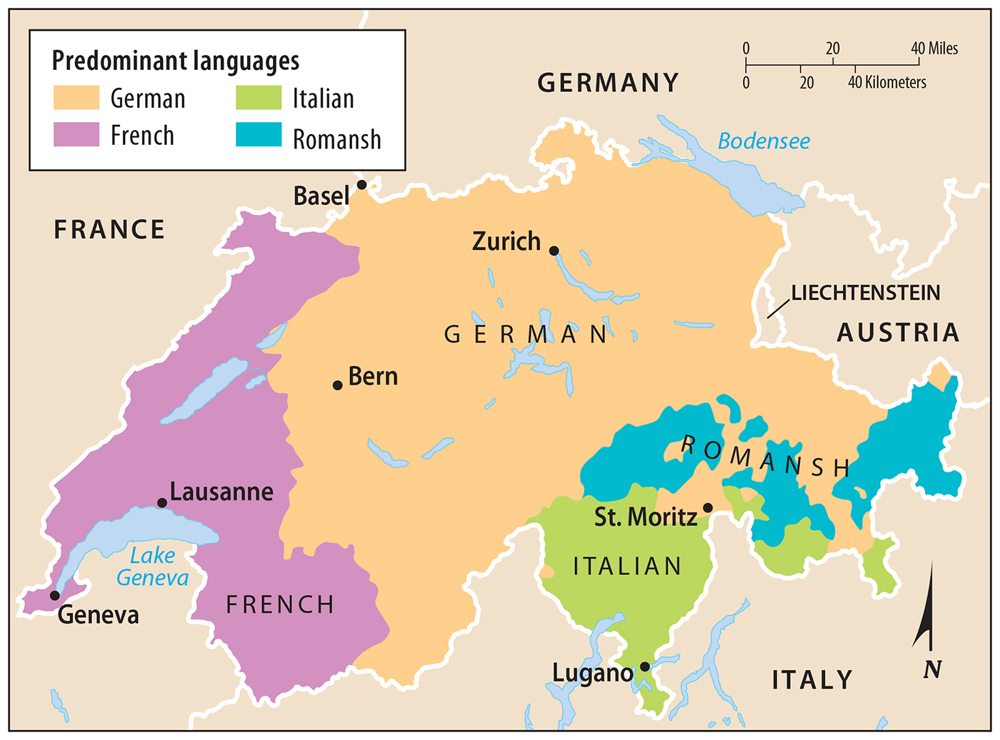 Predominant languages
German
Italian
French
Romansh
0 20 40 Miles
0 20 40 Kilometers
GERMANY
Bodensee
Basel
FRANCE
Zurich
LIECHTENSTEIN
AUSTRIA
GERMAN
Bern
ROMANSH
Lausanne
St. Moritz
Lake
Geneva
ITALIAN
FRENCH
Geneva
Lugano
ITALY
N